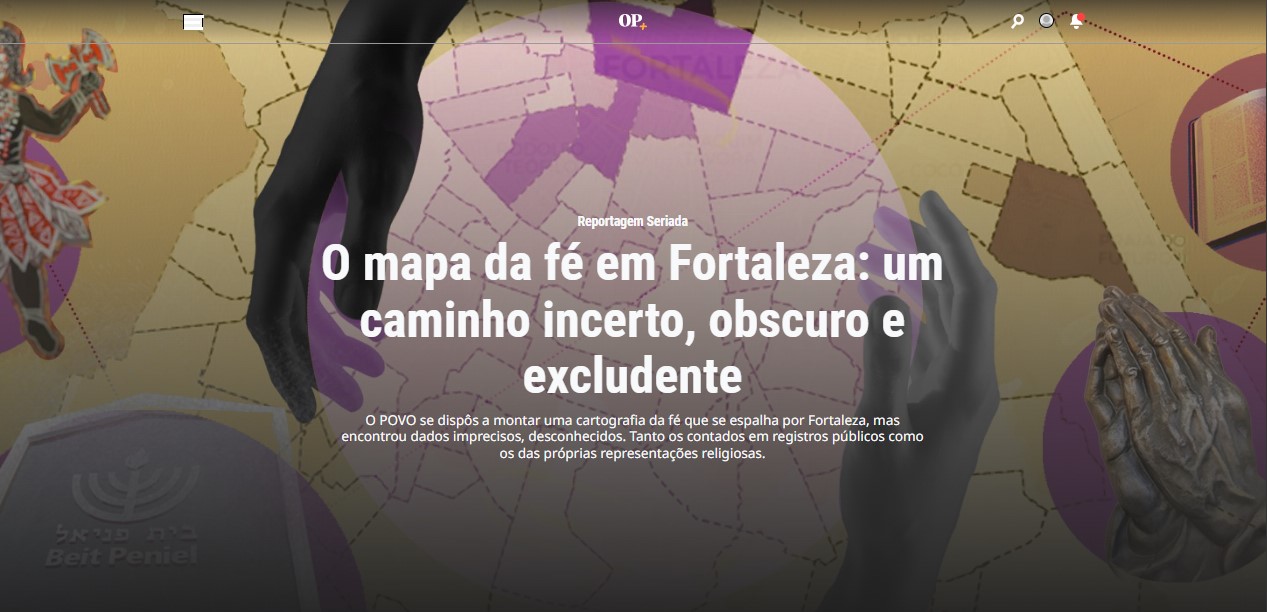 OP+
FORTALEZA
Reportagem Seriada
O mapa da fé em Fortaleza: um
caminho incerto, obscuro e
excludente
O POVO se dispôs a montar uma cartografia da fé que se espalha por Fortaleza, mas
encontrou dados imprecisos, desconhecidos. Tanto os contados em registros públicos como
os das próprias representações religiosas.
בית פניאל
Beit Peniel